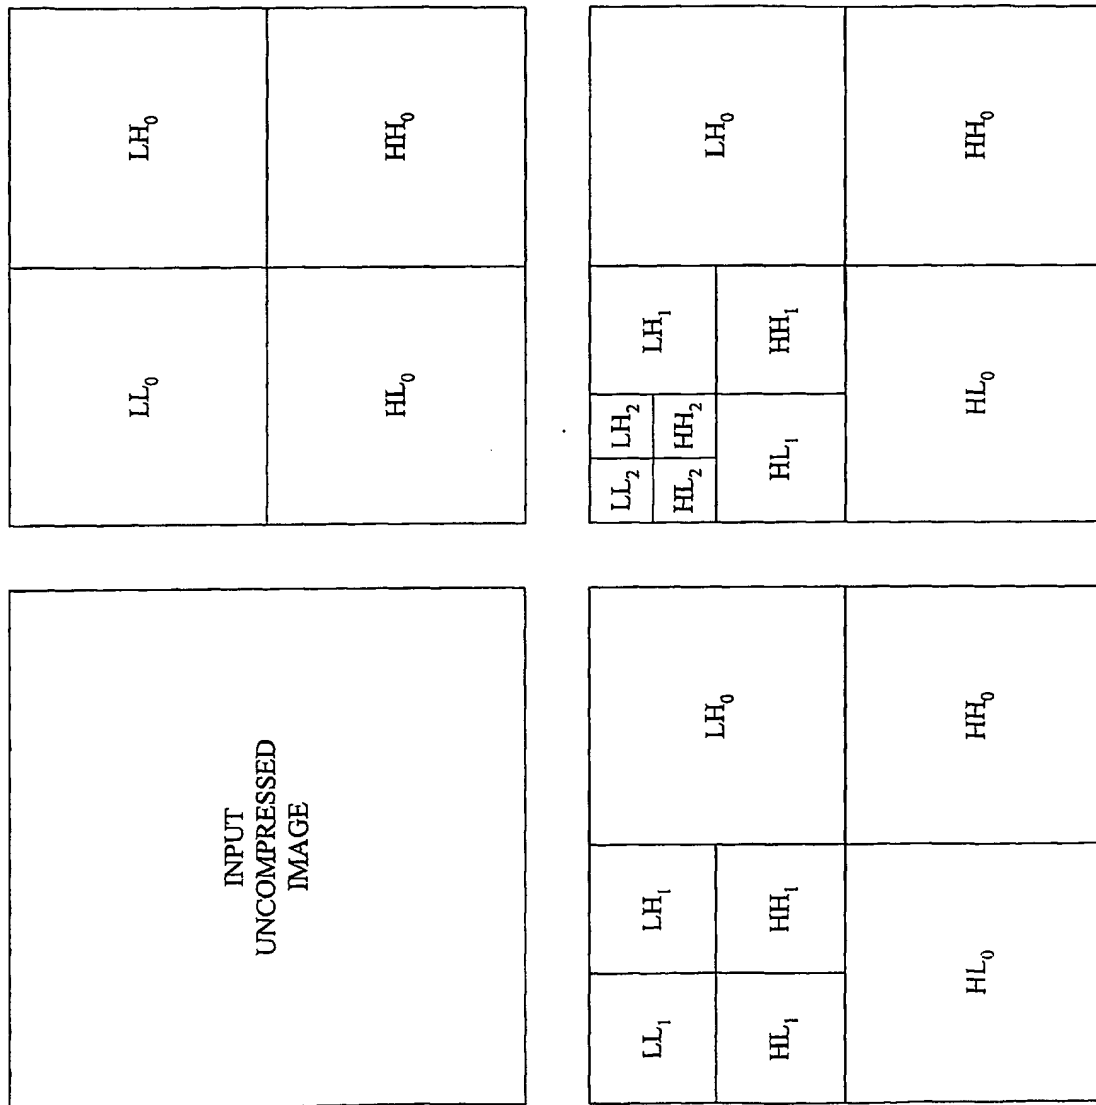 INPUT
UNCOMPRESSED
IMAGE
LL₀
LH₀
HL₀
HH₀
LL₁
LH₁
LH₀
HL₁
HH₁
HL₀
HH₀
LL₂
LH₂
LH₁
LH₀
HL₂
HH₂
HL₁
HH₁
HL₀
HH₀